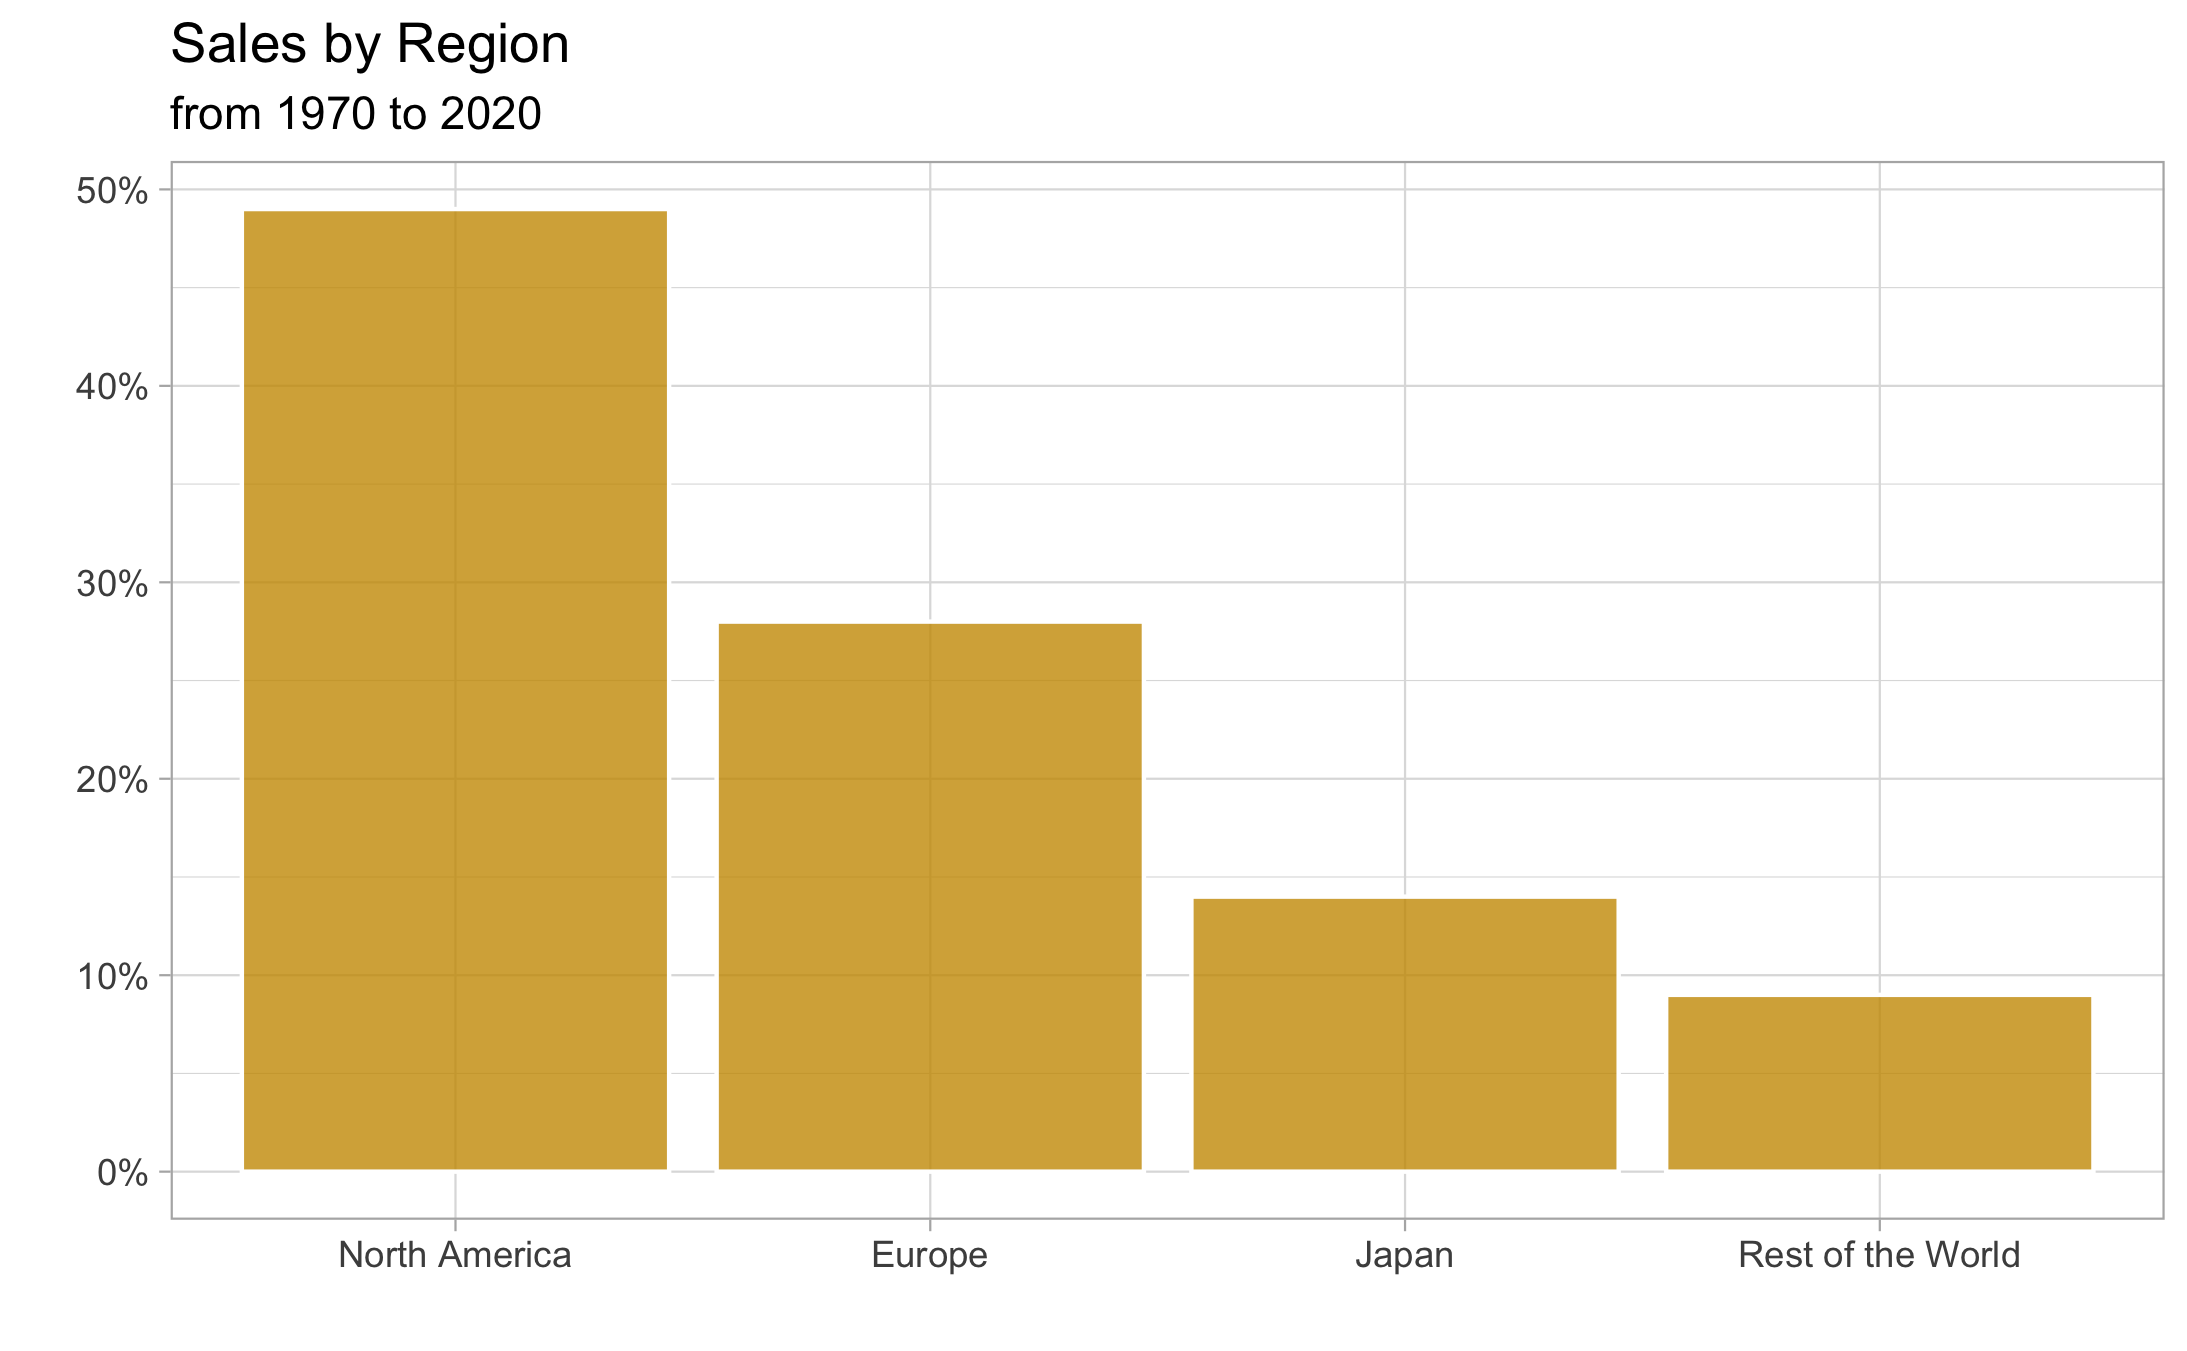 Sales by Region
from 1970 to 2020
50%
40%
30%
20%
10%
0%
North America
Europe
Japan
Rest of the World